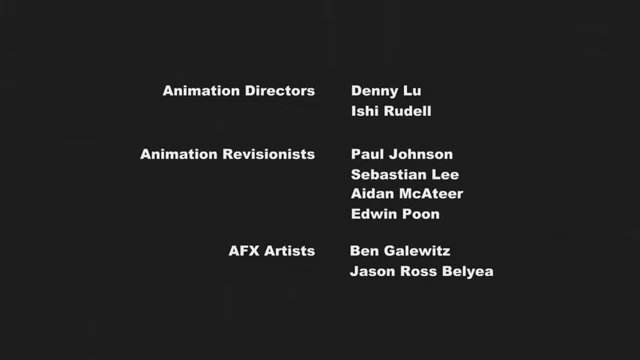 Animation Directors Denny Lu
Ishi Rudell
Animation Revisionists Paul Johnson
Sebastian Lee
Aidan McAteer
Edwin Poon
AFX Artists Ben Galewitz
Jason Ross Belyea